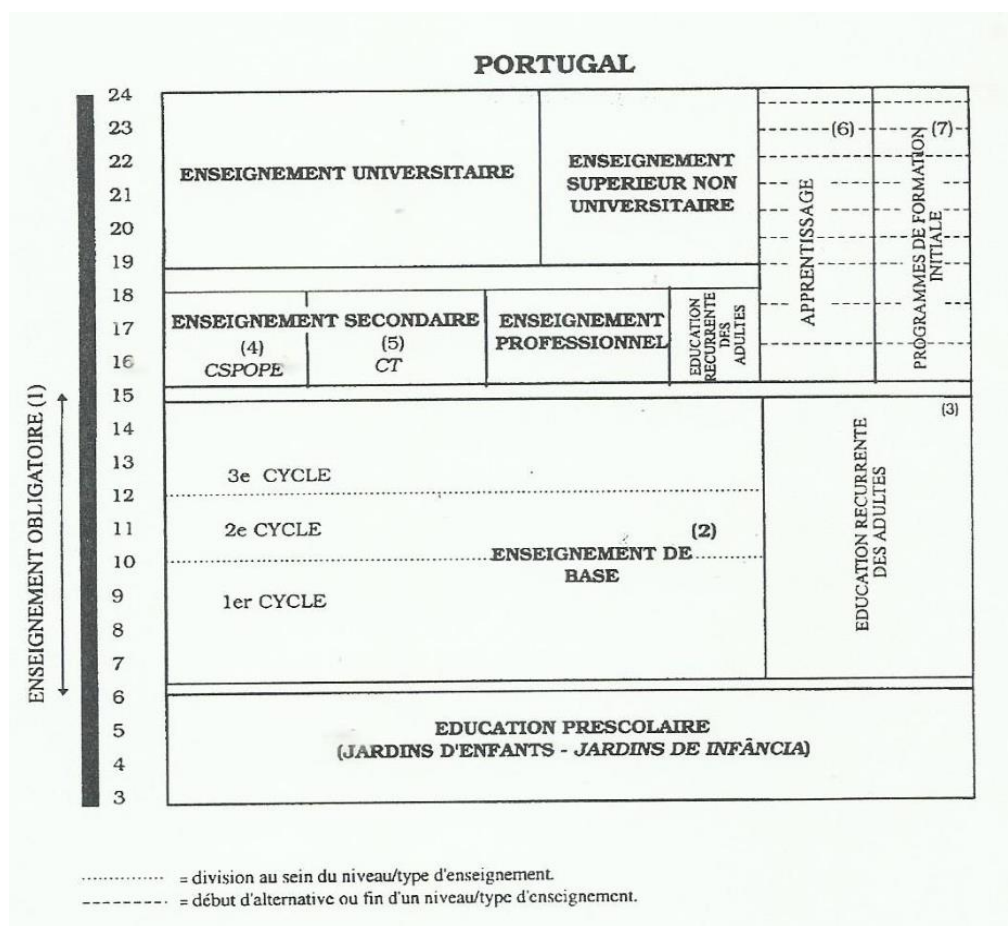 PORTUGAL
24
23
22
21
20
19
18
17
16
15
14
13
12
11
10
9
8
7
6
5
4
3
ENSEIGNEMENT OBLIGATOIRE (1)
ENSEIGNEMENT UNIVERSITAIRE
ENSEIGNEMENT
SUPERIEUR NON
UNIVERSITAIRE
(6)
APPRENTISSAGE
(7)
PROGRAMMES DE FORMATION
INITIALE
ENSEIGNEMENT SECONDAIRE
(4)
CSPOPE
(5)
CT
ENSEIGNEMENT
PROFESSIONNEL
EDUCATION
RECURRENTE
DES
ADULTES
(3)
EDUCATION RECURRENTE
DES ADULTES
3e CYCLE
2e CYCLE
1er CYCLE
(2)
ENSEIGNEMENT DE
BASE
EDUCATION PRESCOLAIRE
(JARDINS D'ENFANTS - JARDINS DE INFÂNCIA)
= division au sein du niveau/type d'enseignement.
= début d'alternative ou fin d'un niveau/type d'enseignement.